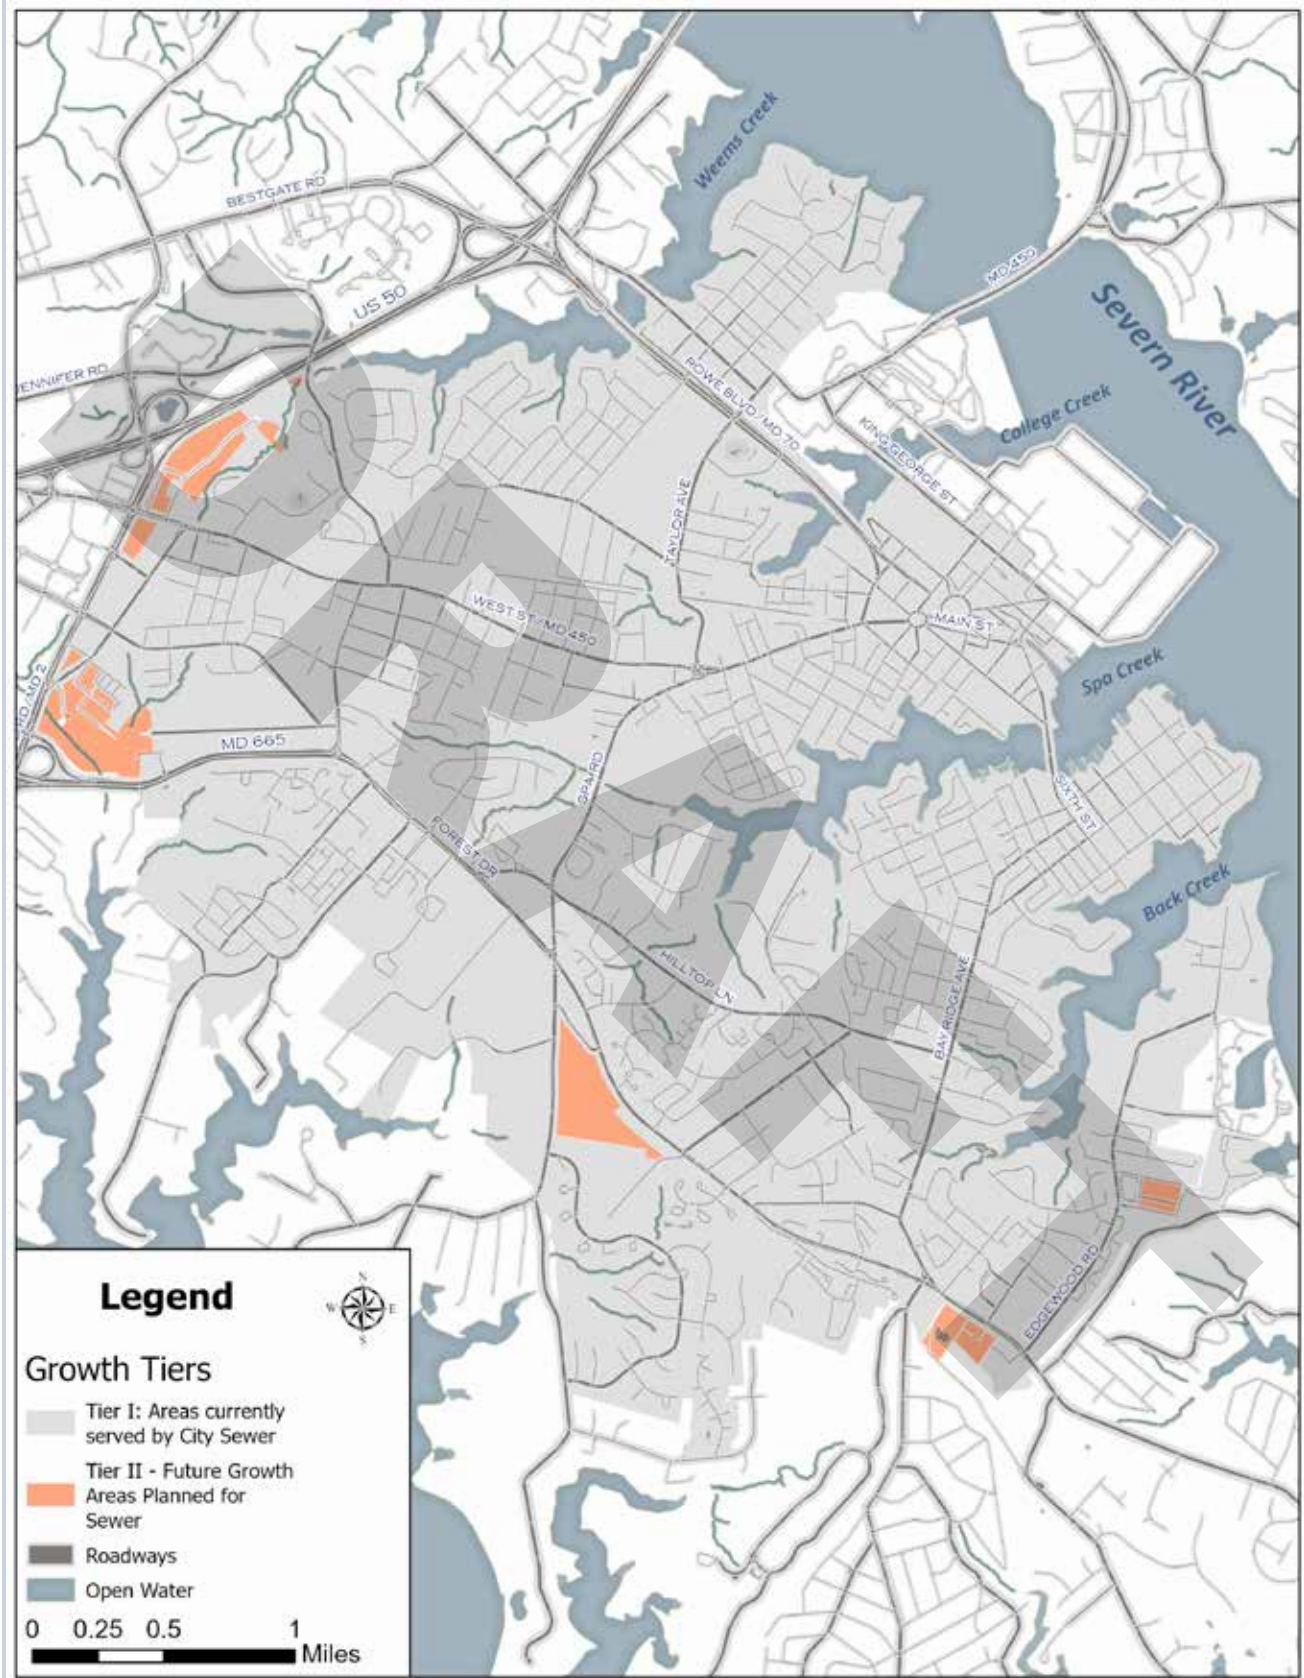 Weems Creek
BESTGATE RD
US 50
MD 450
Severn River
JENNIFER RD
ROWE BLVD / MD 70
College Creek
KING GEORGE ST
TAYLOR AVE
WEST ST / MD 450
MAIN ST
Spa Creek
RD / MD 2
MD 665
SPA RD
SIXTH ST
FOREST DR
Back Creek
HILLTOP LN
BAY RIDGE AVE
EDGEWOOD RD
DRAFT
Legend
N
W E
S
Growth Tiers
Tier I: Areas currently
served by City Sewer
Tier II - Future Growth
Areas Planned for
Sewer
Roadways
Open Water
0 0.25 0.5 1
Miles